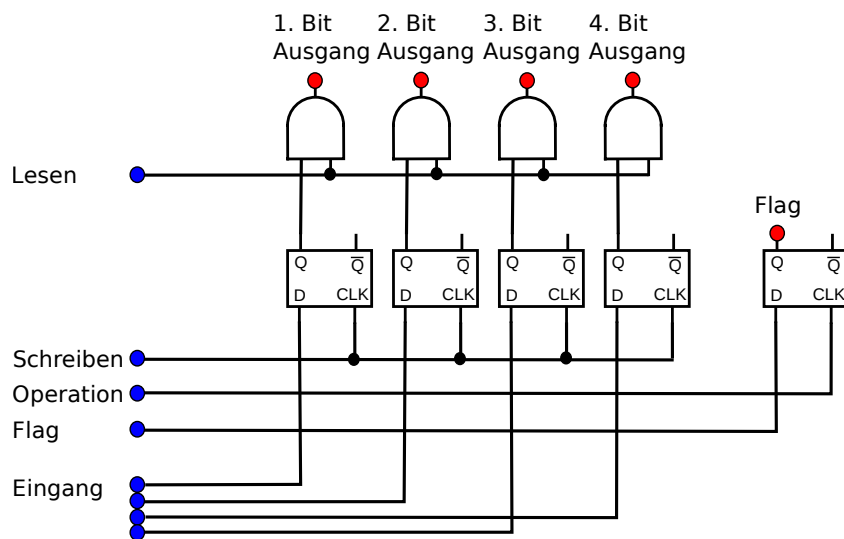 1. Bit
Ausgang
2. Bit
Ausgang
3. Bit
Ausgang
4. Bit
Ausgang
Lesen
Flag
Q Q̅
D CLK
Q Q̅
D CLK
Q Q̅
D CLK
Q Q̅
D CLK
Q Q̅
D CLK
Schreiben
Operation
Flag
Eingang